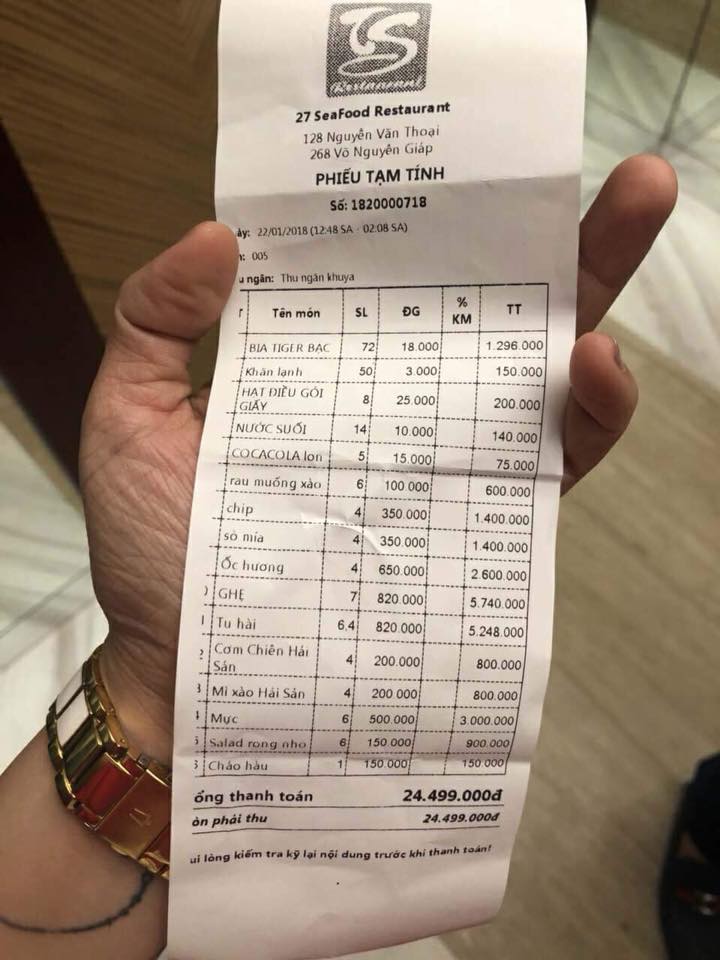 TS
Restaurant
27 SeaFood Restaurant
128 Nguyễn Văn Thoại
268 Võ Nguyên Giáp
PHIẾU TẠM TÍNH
Số: 1820000718
ày: 22/01/2018 (12:48 SA - 02:08 SA)
n: 005
u ngân: Thu ngân khuya
T Tên món SL ĐG % KM TT
BIA TIGER BẠC 72 18.000 1.296.000
Khăn lạnh 50 3.000 150.000
HẠT ĐIỀU GÓI GIẤY 8 25.000 200.000
NƯỚC SUỐI 14 10.000 140.000
COCACOLA lon 5 15.000 75.000
rau muống xào 6 100.000 600.000
chip 4 350.000 1.400.000
sò mía 4 350.000 1.400.000
Ốc hương 4 650.000 2.600.000
0 GHẸ 7 820.000 5.740.000
1 Tu hài 6,4 820.000 5.248.000
2 Cơm Chiên Hải Sản 4 200.000 800.000
3 Mì xào Hải Sản 4 200.000 800.000
4 Mực 6 500.000 3.000.000
5 Salad rong nho 6 150.000 900.000
6 Cháo hàu 1 150.000 150.000
ổng thanh toán 24.499.000đ
òn phải thu 24.499.000đ
ui lòng kiểm tra kỹ lại nội dung trước khi thanh toán!